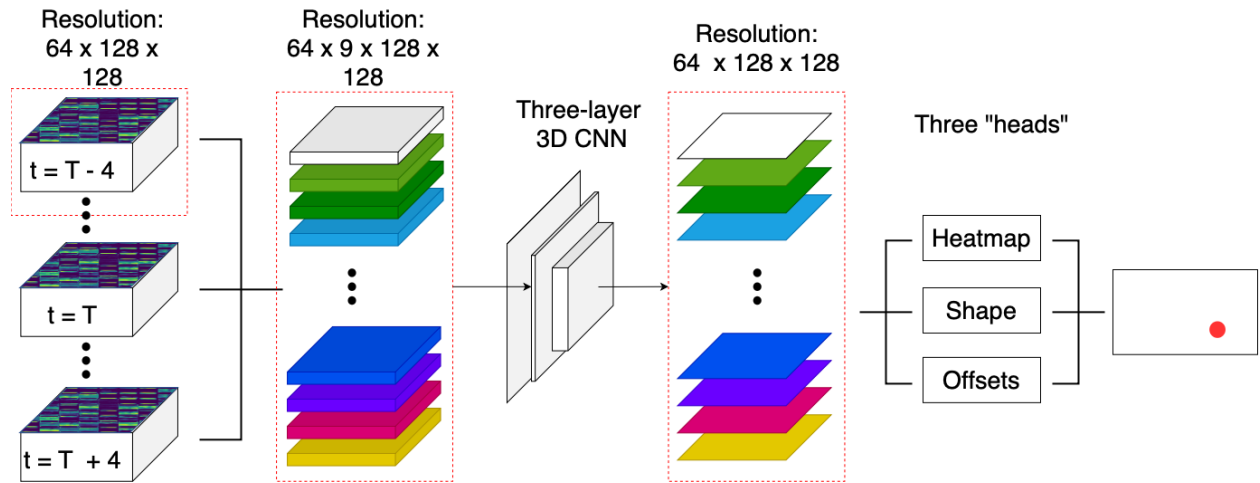 Resolution:
64 x 128 x
128
t = T - 4
t = T
t = T + 4
Resolution:
64 x 9 x 128 x
128
Three-layer
3D CNN
Resolution:
64 x 128 x 128
Three "heads"
Heatmap
Shape
Offsets